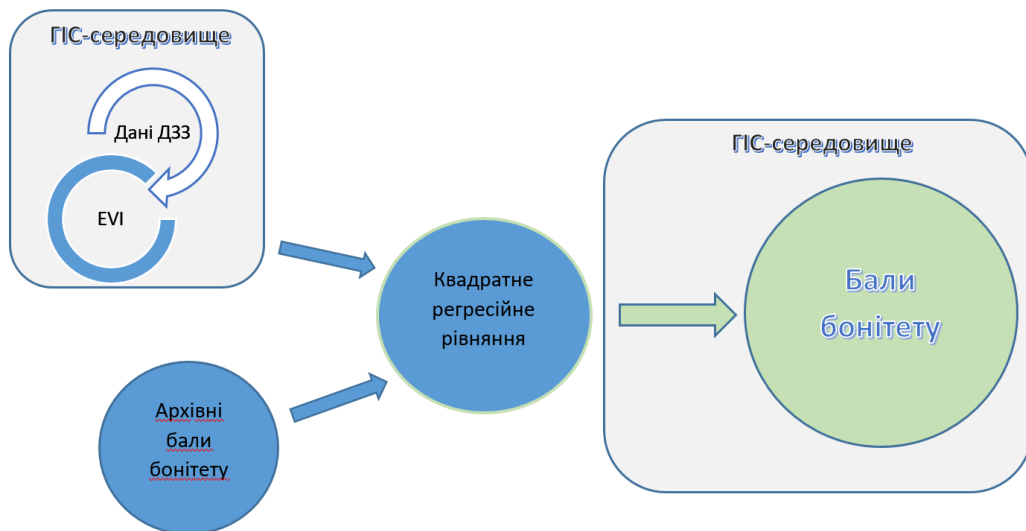 ГІС-середовище
Дані ДЗЗ
EVI
Архівні
бали
бонітету
Квадратне
регресійне
рівняння
ГІС-середовище
Бали
бонітету